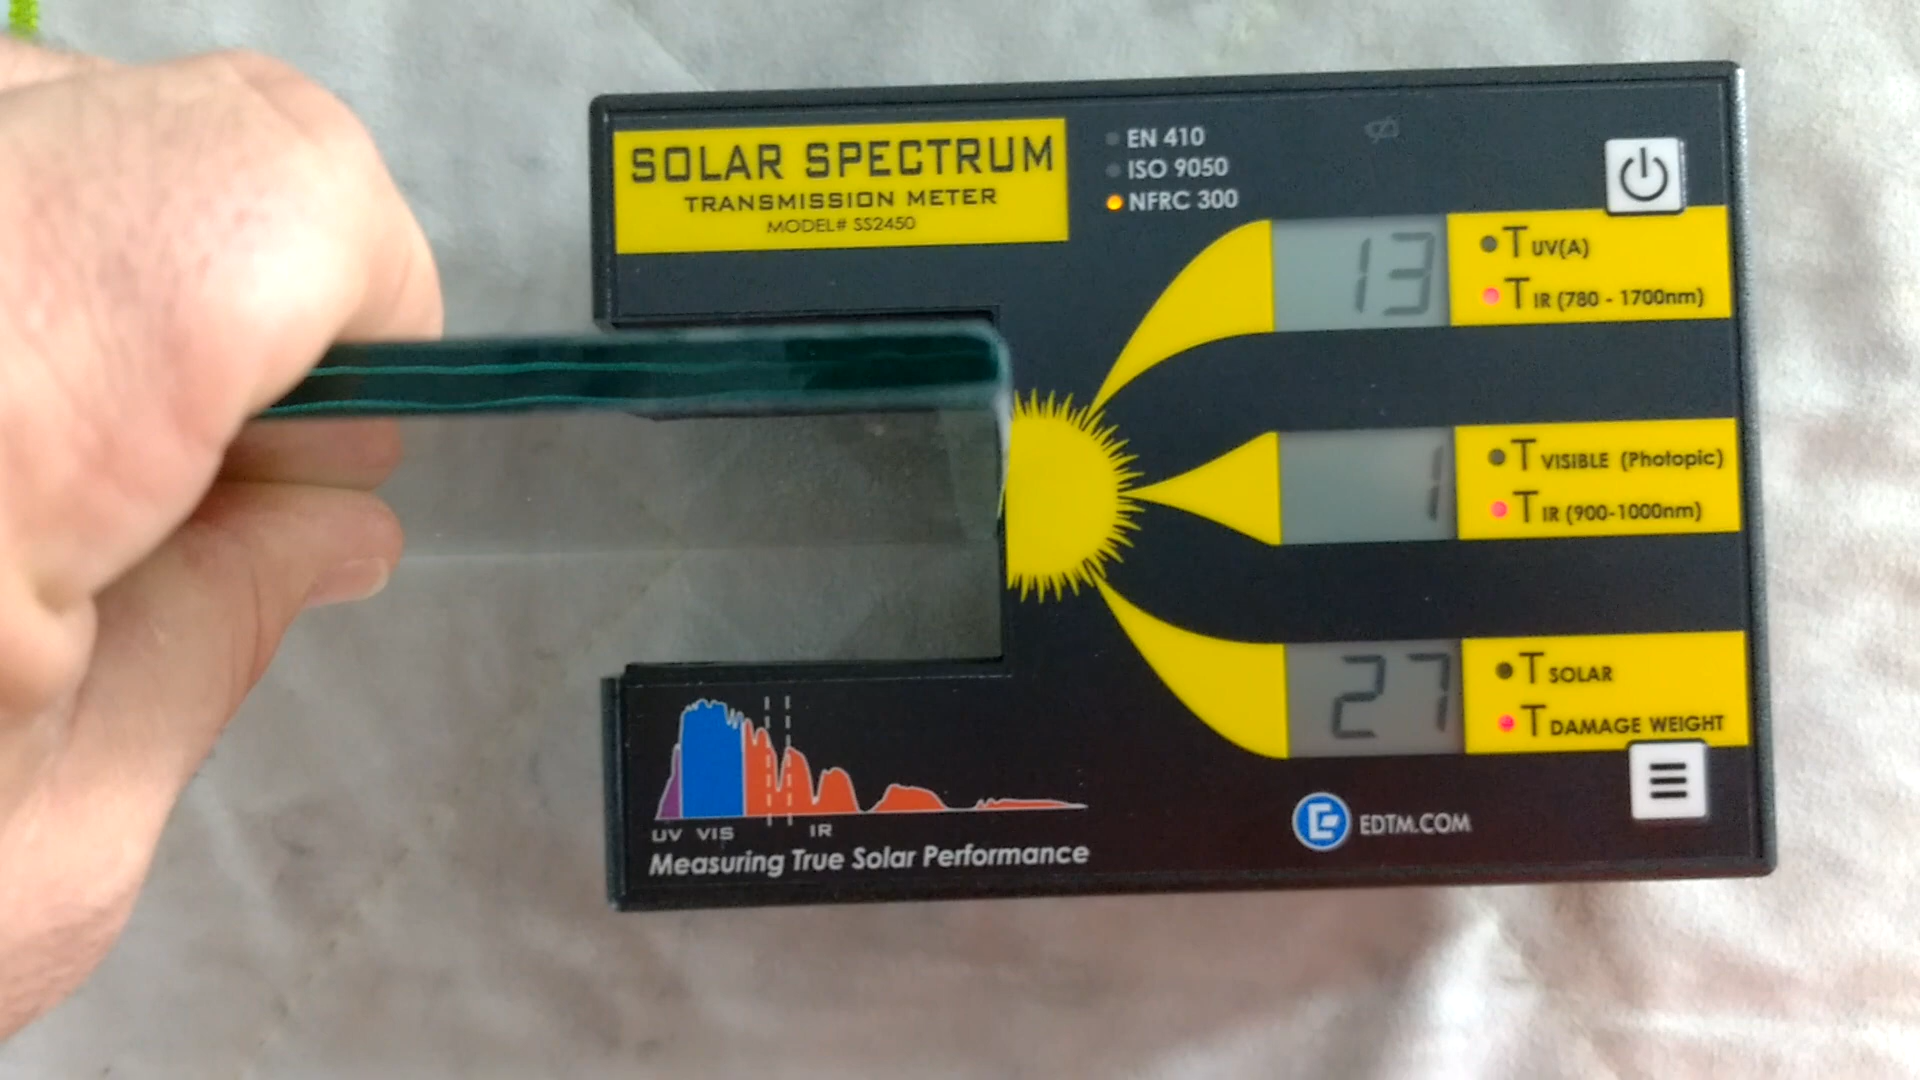 SOLAR SPECTRUM
TRANSMISSION METER
MODEL# SS2450
EN 410
ISO 9050
NFRC 300
13
T UV(A)
T IR (780 - 1700nm)
1
T VISIBLE (Photopic)
T IR (900-1000nm)
27
T SOLAR
T DAMAGE WEIGHT
UV VIS IR
Measuring True Solar Performance
EDTM.COM